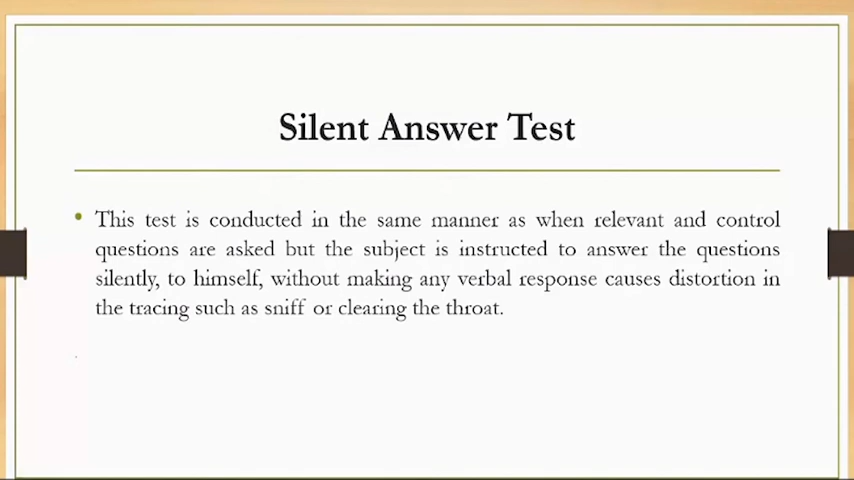 Silent Answer Test
• This test is conducted in the same manner as when relevant and control
questions are asked but the subject is instructed to answer the questions
silently, to himself, without making any verbal response causes distortion in
the tracing such as sniff or clearing the throat.